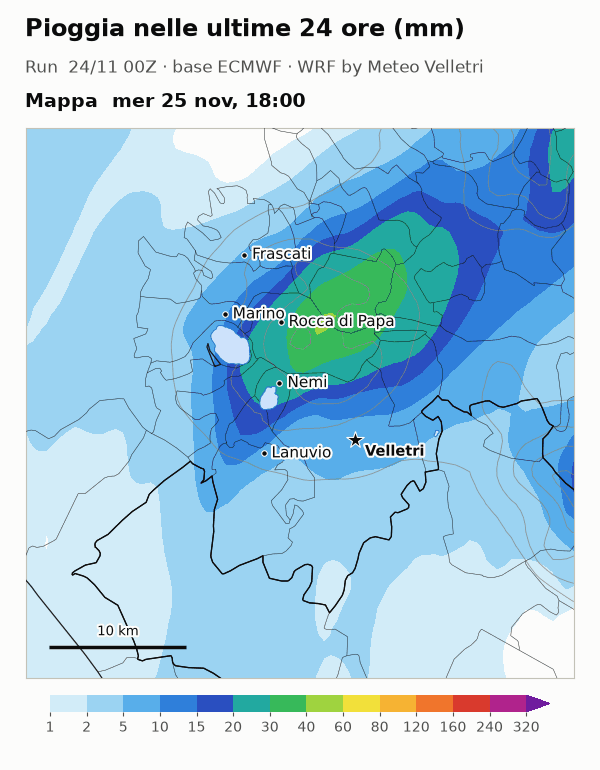 Pioggia nelle ultime 24 ore (mm)
Run 24/11 00Z · base ECMWF · WRF by Meteo Velletri
Mappa mer 25 nov, 18:00
Frascati
Marino
Rocca di Papa
Nemi
Velletri
Lanuvio
10 km
1 2 5 10 15 20 30 40 60 80 120 160 240 320